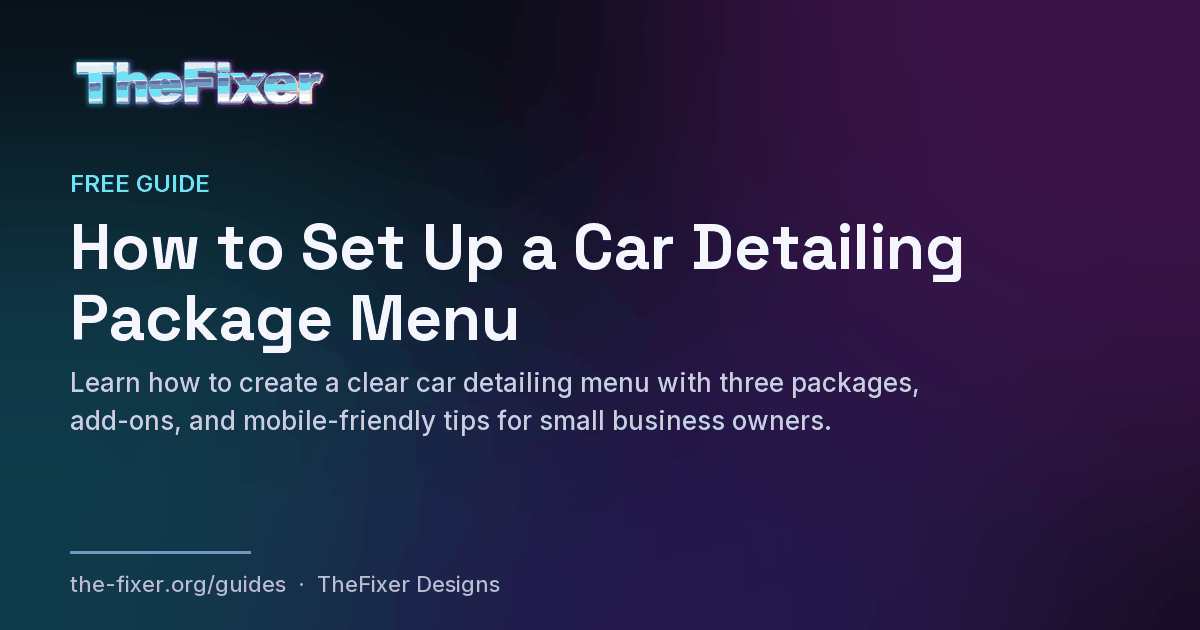 TheFixer
FREE GUIDE
How to Set Up a Car Detailing
Package Menu
Learn how to create a clear car detailing menu with three packages,
add-ons, and mobile-friendly tips for small business owners.
the-fixer.org/guides · TheFixer Designs